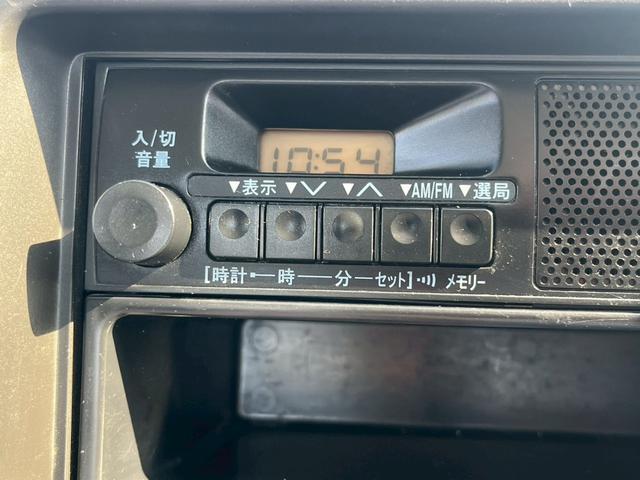 10:54
入/切
音量
▼表示 ▼∨ ▼∧ ▼AM/FM ▼選局
[時計 時 分 セット] メモリー